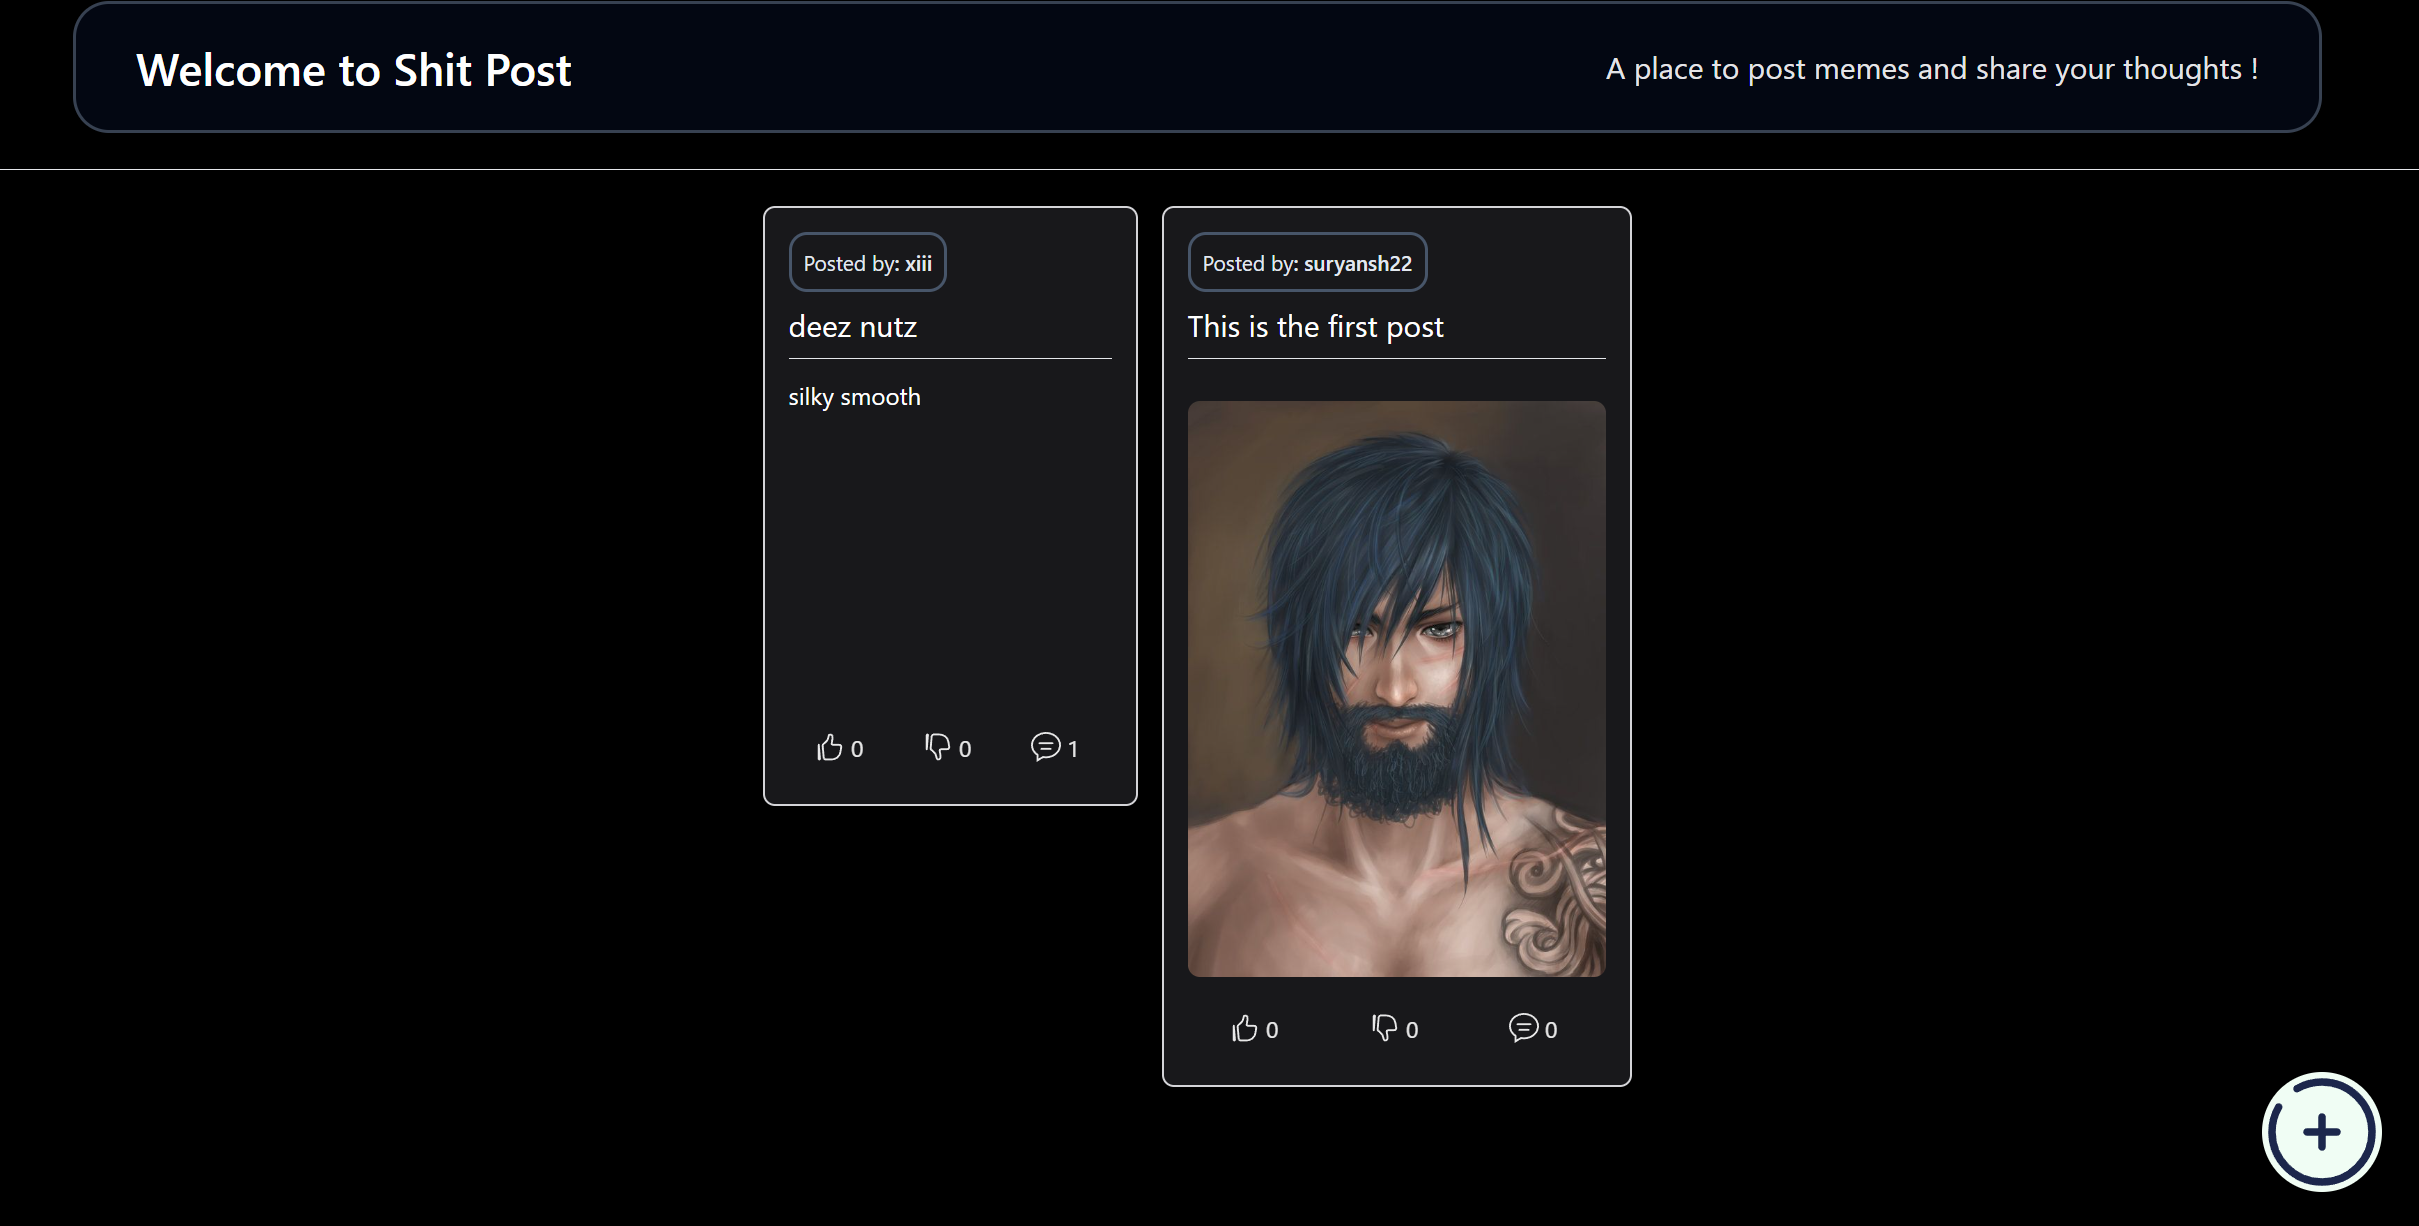 Welcome to Shit Post
A place to post memes and share your thoughts !
Posted by: xiii
deez nutz
silky smooth
0 0 1
Posted by: suryansh22
This is the first post
0 0 0